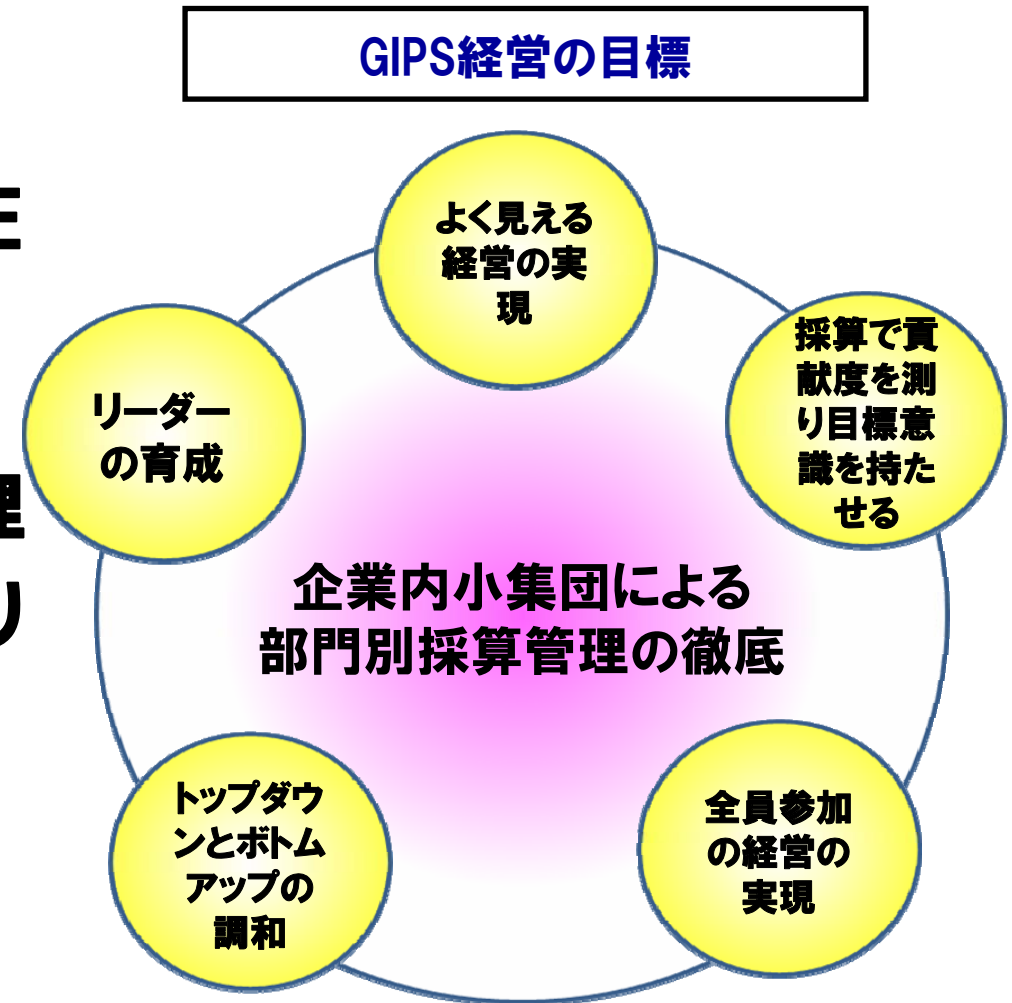 GIPS経営の目標
よく見える
経営の実
現
採算で貢
献度を測
り目標意
識を持た
せる
リーダー
の育成
企業内小集団による
部門別採算管理の徹底
トップダウ
ンとボトム
アップの
調和
全員参加
の経営の
実現
理
り